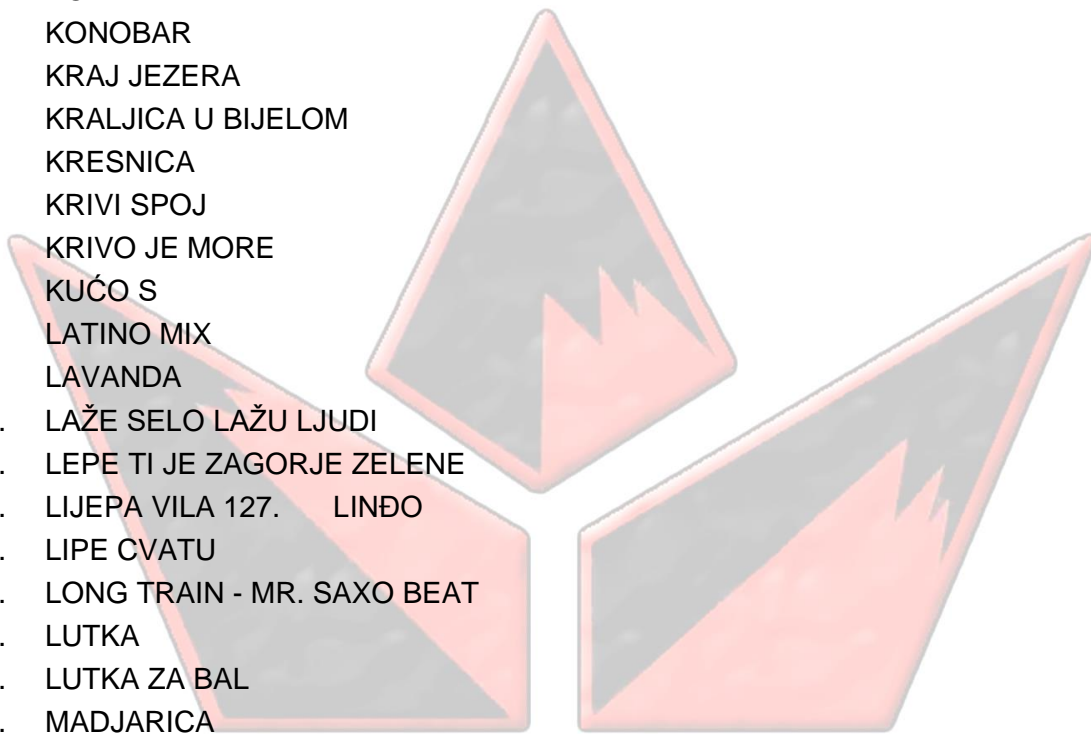 KONOBAR
KRAJ JEZERA
KRALJICA U BIJELOM
KRESNICA
KRIVI SPOJ
KRIVO JE MORE
KUĆO S
LATINO MIX
LAVANDA
. LAŽE SELO LAŽU LJUDI
. LEPE TI JE ZAGORJE ZELENE
. LIJEPA VILA 127. LINĐO
. LIPE CVATU
. LONG TRAIN - MR. SAXO BEAT
. LUTKA
. LUTKA ZA BAL
. MADJARICA